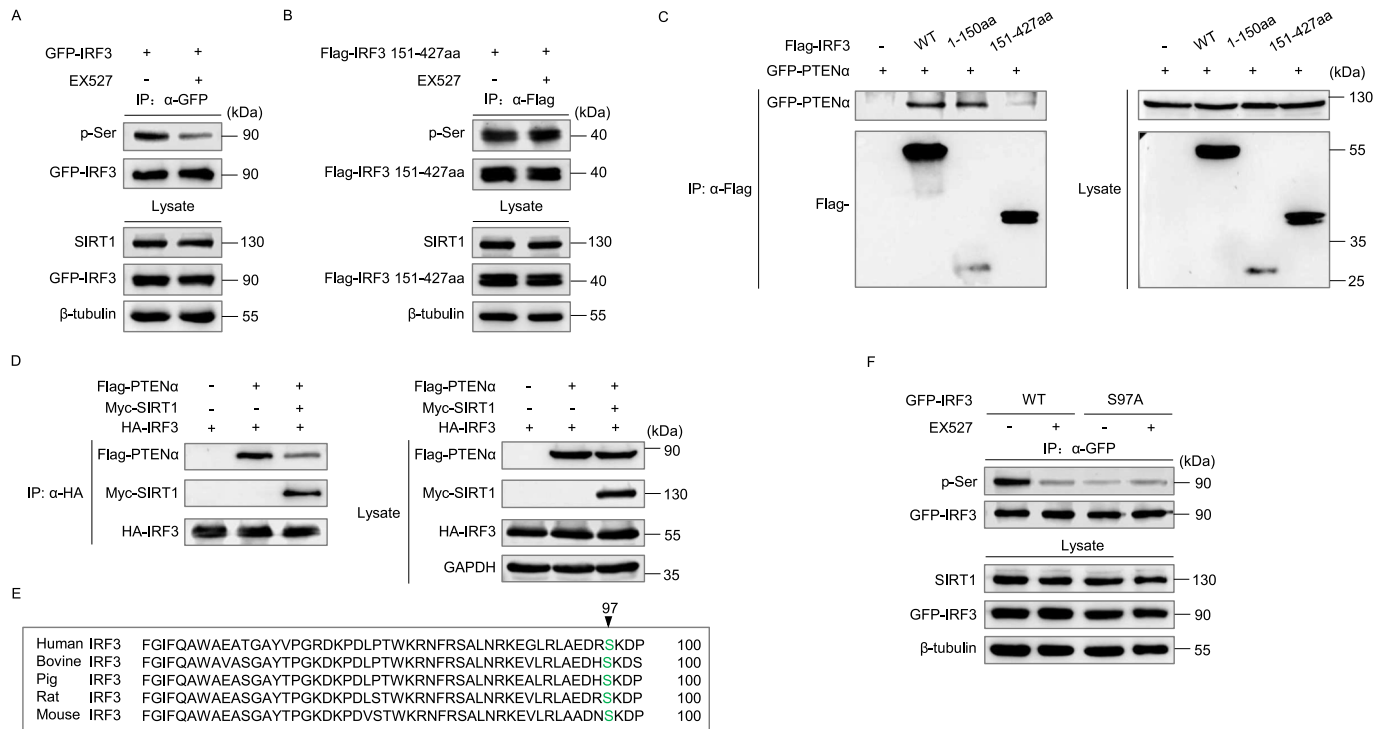 A
GFP-IRF3 + +
EX527 - +
IP: α-GFP (kDa)
p-Ser 90
GFP-IRF3 90
Lysate
SIRT1 130
GFP-IRF3 90
β-tubulin 55
B
Flag-IRF3 151-427aa + +
EX527 - +
IP: α-Flag (kDa)
p-Ser 40
Flag-IRF3 151-427aa 40
Lysate
SIRT1 130
Flag-IRF3 151-427aa 40
β-tubulin 55
C
Flag-IRF3 - WT 1-150aa 151-427aa - WT 1-150aa 151-427aa
GFP-PTENα + + + + + + + + (kDa)
GFP-PTENα 130
IP: α-Flag
Flag-
Lysate
55
35
25
D
Flag-PTENα - + +
Myc-SIRT1 - - +
HA-IRF3 + + +
IP: α-HA
Flag-PTENα
Myc-SIRT1
HA-IRF3
Flag-PTENα - + +
Myc-SIRT1 - - +
HA-IRF3 + + + (kDa)
Lysate
Flag-PTENα 90
Myc-SIRT1 130
HA-IRF3 55
GAPDH 35
E
97
Human IRF3 FGIFQAWAEATGAYVPGRDKPDLPTWKRNFRSALNRKEGLRLAEDRSKDP 100
Bovine IRF3 FGIFQAWAVASGAYTPGKDKPDLPTWKRNFRSALNRKEVLRLAEDHSKDS 100
Pig IRF3 FGIFQAWAEASGAYTPGKDKPDLPTWKRNFRSALNRKEALRLAEDHSKDP 100
Rat IRF3 FGIFQAWAEASGAYTPGKDKPDLSTWKRNFRSALNRKEVLRLAEDRSKDP 100
Mouse IRF3 FGIFQAWAEASGAYTPGKDKPDVSTWKRNFRSALNRKEVLRLAADNSKDP 100
F
GFP-IRF3 WT S97A
EX527 - + - +
IP: α-GFP (kDa)
p-Ser 90
GFP-IRF3 90
Lysate
SIRT1 130
GFP-IRF3 90
β-tubulin 55